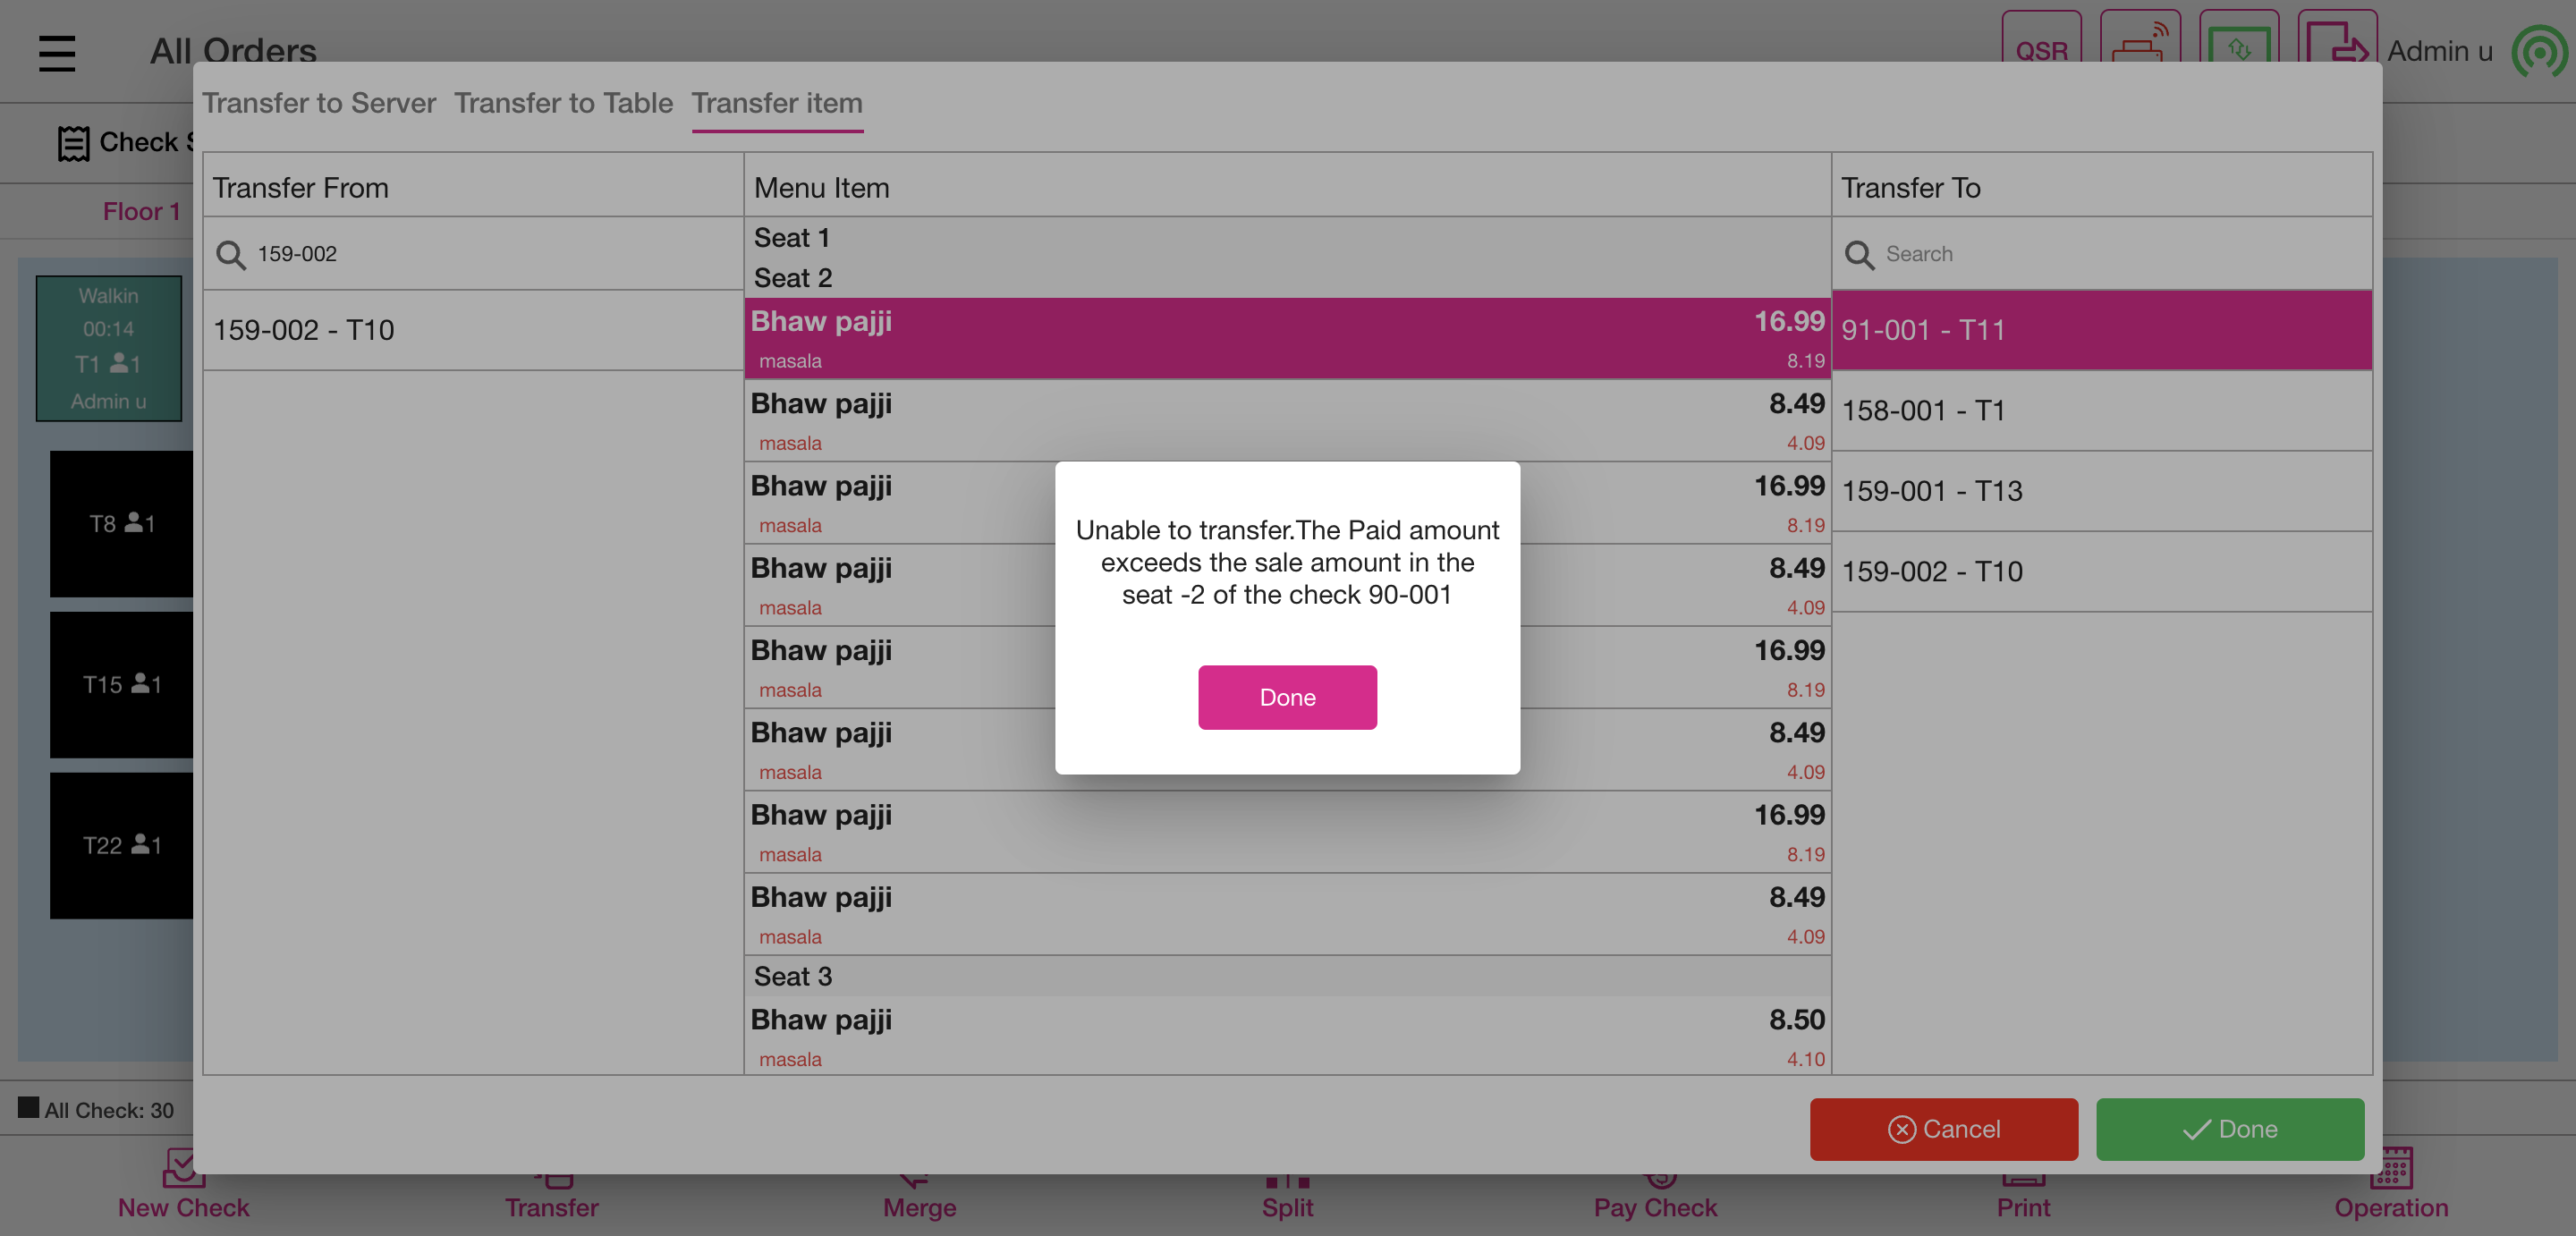 All Orders
QSR
Admin u
Transfer to Server
Transfer to Table
Transfer item
Check S
Floor 1
Walkin
00:14
T1 1
Admin u
T8 1
T15 1
T22 1
Transfer From
159-002
159-002 - T10
Menu Item
Seat 1
Seat 2
Bhaw pajji 16.99
masala 8.19
Bhaw pajji 8.49
masala 4.09
Bhaw pajji 16.99
masala 8.19
Bhaw pajji 8.49
masala 4.09
Bhaw pajji 16.99
masala 8.19
Bhaw pajji 8.49
masala 4.09
Bhaw pajji 16.99
masala 8.19
Bhaw pajji 8.49
masala 4.09
Seat 3
Bhaw pajji 8.50
masala 4.10
Transfer To
Search
91-001 - T11
158-001 - T1
159-001 - T13
159-002 - T10
Unable to transfer.The Paid amount
exceeds the sale amount in the
seat -2 of the check 90-001
Done
Cancel
Done
All Check: 30
New Check
Transfer
Merge
Split
Pay Check
Print
Operation